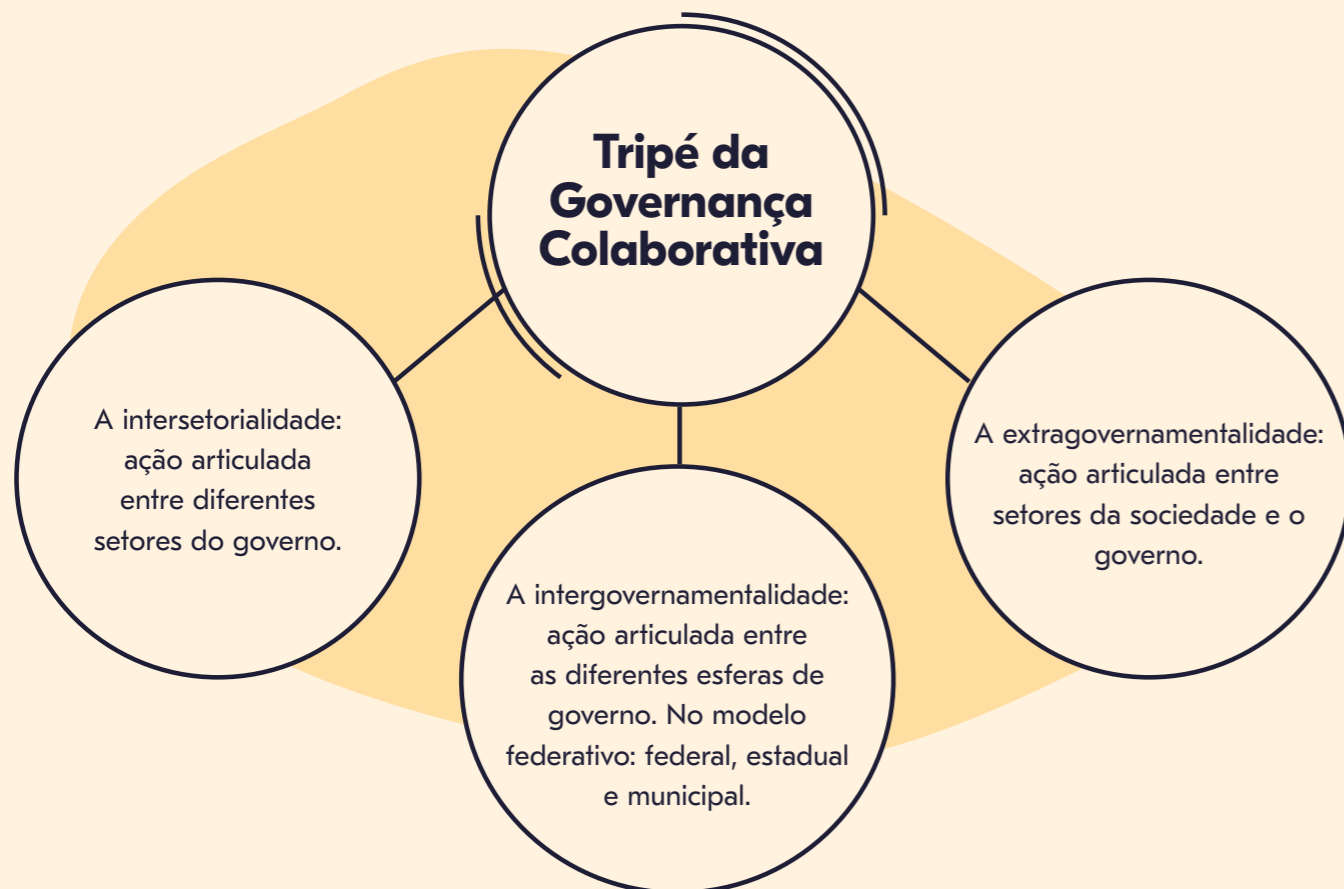 Tripé da
Governança
Colaborativa
A intersetorialidade:
ação articulada
entre diferentes
setores do governo.
A intergovernamentalidade:
ação articulada entre
as diferentes esferas de
governo. No modelo
federativo: federal, estadual
e municipal.
A extragovernamentalidade:
ação articulada entre
setores da sociedade e o
governo.